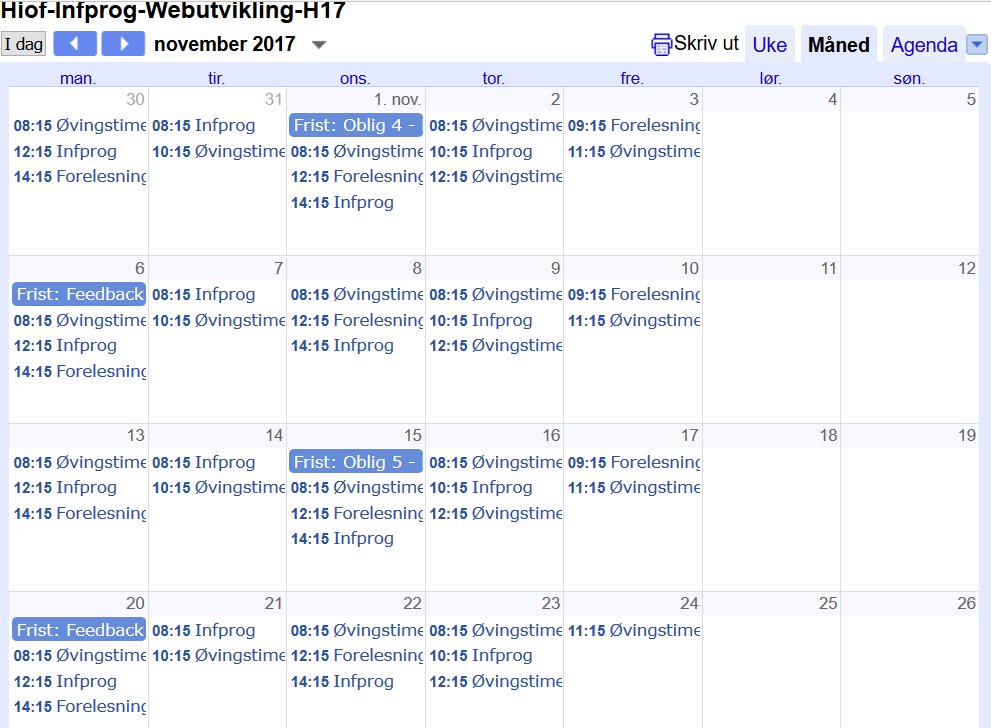 Hiof-Infprog-Webutvikling-H17
I dag november 2017 Skriv ut Uke Måned Agenda
man. tir. ons. tor. fre. lør. søn.
30 31 1. nov. 2 3 4 5
08:15 Øvingstime 08:15 Infprog Frist: Oblig 4 - 08:15 Øvingstime 09:15 Forelesning
12:15 Infprog 10:15 Øvingstime 08:15 Øvingstime 10:15 Infprog 11:15 Øvingstime
14:15 Forelesning 12:15 Forelesning 12:15 Øvingstime
14:15 Infprog
6 7 8 9 10 11 12
Frist: Feedback 08:15 Infprog 08:15 Øvingstime 08:15 Øvingstime 09:15 Forelesning
08:15 Øvingstime 10:15 Øvingstime 12:15 Forelesning 10:15 Infprog 11:15 Øvingstime
12:15 Infprog 14:15 Infprog 12:15 Øvingstime
14:15 Forelesning
13 14 15 16 17 18 19
08:15 Øvingstime 08:15 Infprog Frist: Oblig 5 - 08:15 Øvingstime 09:15 Forelesning
12:15 Infprog 10:15 Øvingstime 08:15 Øvingstime 10:15 Infprog 11:15 Øvingstime
14:15 Forelesning 12:15 Forelesning 12:15 Øvingstime
14:15 Infprog
20 21 22 23 24 25 26
Frist: Feedback 08:15 Infprog 08:15 Øvingstime 08:15 Øvingstime 11:15 Øvingstime
08:15 Øvingstime 10:15 Øvingstime 12:15 Forelesning 10:15 Infprog
12:15 Infprog 14:15 Infprog 12:15 Øvingstime
14:15 Forelesning